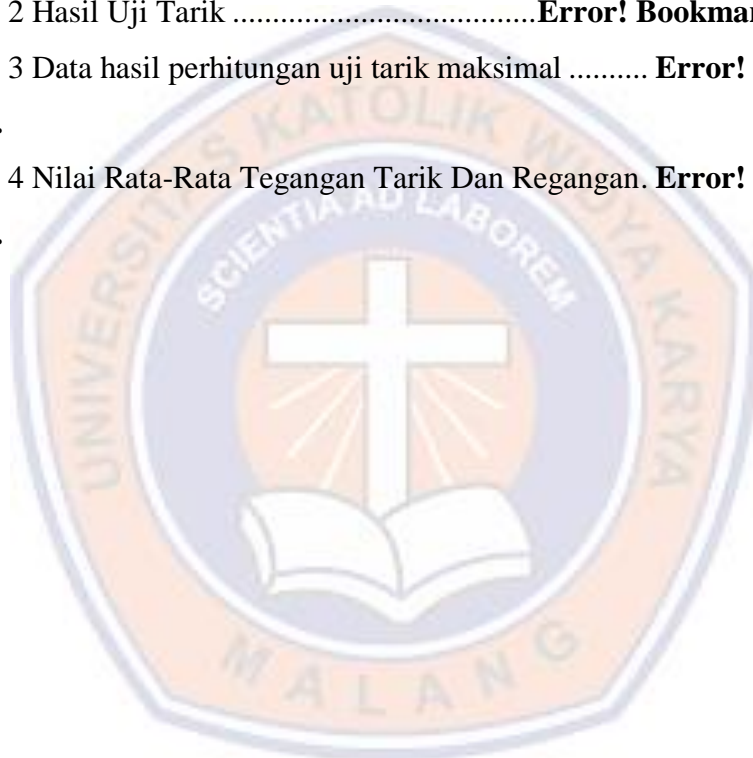 2 Hasil Uji Tarik ......................................Error! Bookmar
3 Data hasil perhitungan uji tarik maksimal .......... Error!
.
4 Nilai Rata-Rata Tegangan Tarik Dan Regangan. Error!
.
UNIVERSITAS KATOLIK WIDYA KARYA
SCIENTIA AD LABOREM
MALANG